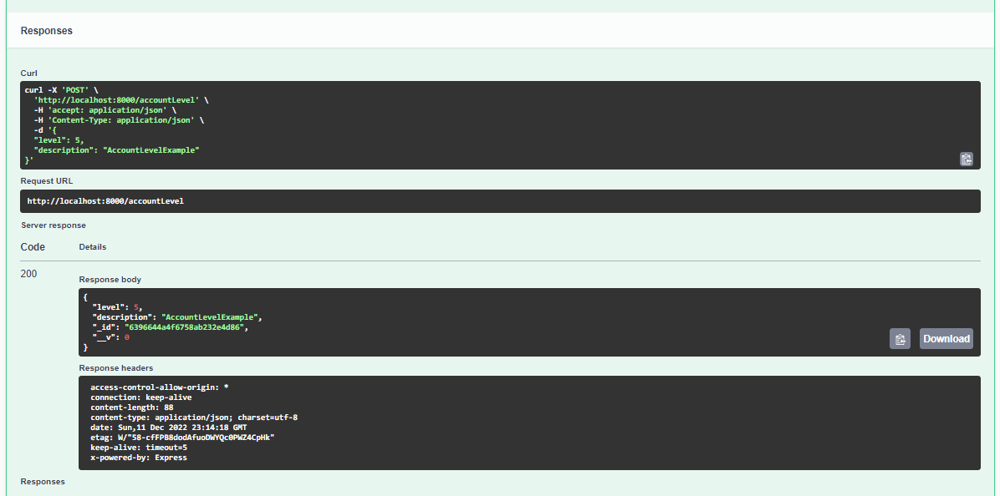 Responses
Curl
curl -X 'POST' \
  'http://localhost:8000/accountLevel' \
  -H 'accept: application/json' \
  -H 'Content-Type: application/json' \
  -d '{
  "level": 5,
  "description": "AccountLevelExample"
}'
Request URL
http://localhost:8000/accountLevel
Server response
Code Details
200
Response body
{
  "level": 5,
  "description": "AccountLevelExample",
  "_id": "6396644a4f6758ab232e4d86",
  "__v": 0
}
Download
Response headers
access-control-allow-origin: *
connection: keep-alive
content-length: 88
content-type: application/json; charset=utf-8
date: Sun,11 Dec 2022 23:14:18 GMT
etag: W/"58-cfFPB8dodAfuoDWYQc0PWZ4CpHk"
keep-alive: timeout=5
x-powered-by: Express
Responses